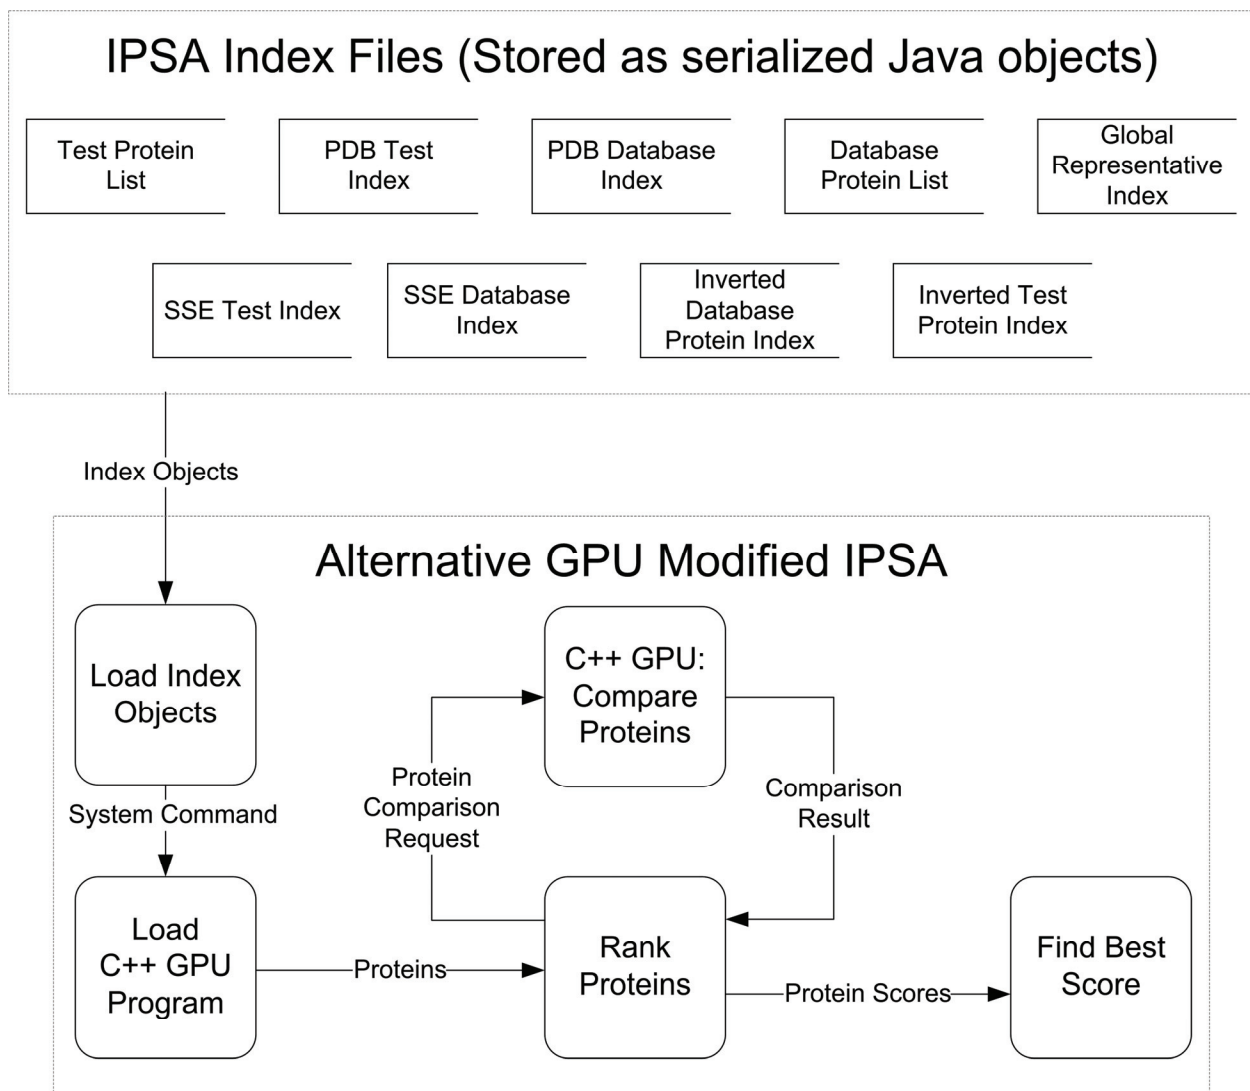 IPSA Index Files (Stored as serialized Java objects)
Test Protein
List
PDB Test
Index
PDB Database
Index
Database
Protein List
Global
Representative
Index
SSE Test Index
SSE Database
Index
Inverted
Database
Protein Index
Inverted Test
Protein Index
Index Objects
Alternative GPU Modified IPSA
Load Index
Objects
C++ GPU:
Compare
Proteins
System Command
Protein
Comparison
Request
Comparison
Result
Load
C++ GPU
Program
Proteins
Rank
Proteins
Protein Scores
Find Best
Score